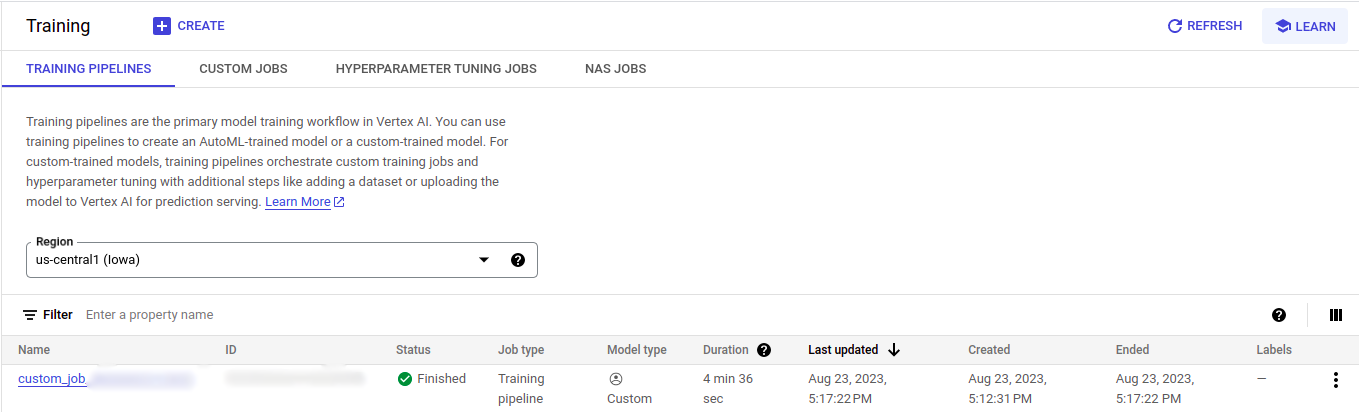 Training
CREATE
REFRESH
LEARN
TRAINING PIPELINES
CUSTOM JOBS
HYPERPARAMETER TUNING JOBS
NAS JOBS
Training pipelines are the primary model training workflow in Vertex AI. You can use
training pipelines to create an AutoML-trained model or a custom-trained model. For
custom-trained models, training pipelines orchestrate custom training jobs and
hyperparameter tuning with additional steps like adding a dataset or uploading the
model to Vertex AI for prediction serving. Learn More
Region
us-central1 (Iowa)
Filter Enter a property name
Name ID Status Job type Model type Duration Last updated Created Ended Labels
custom_job_ Finished Training Custom 4 min 36 Aug 23, 2023, Aug 23, 2023, Aug 23, 2023, —
pipeline sec 5:17:22 PM 5:12:31 PM 5:17:22 PM